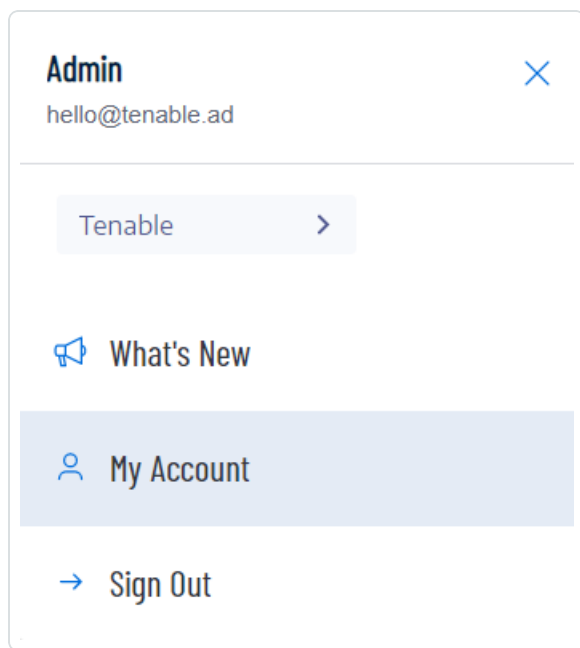 Admin
hello@tenable.ad
Tenable
What's New
My Account
Sign Out